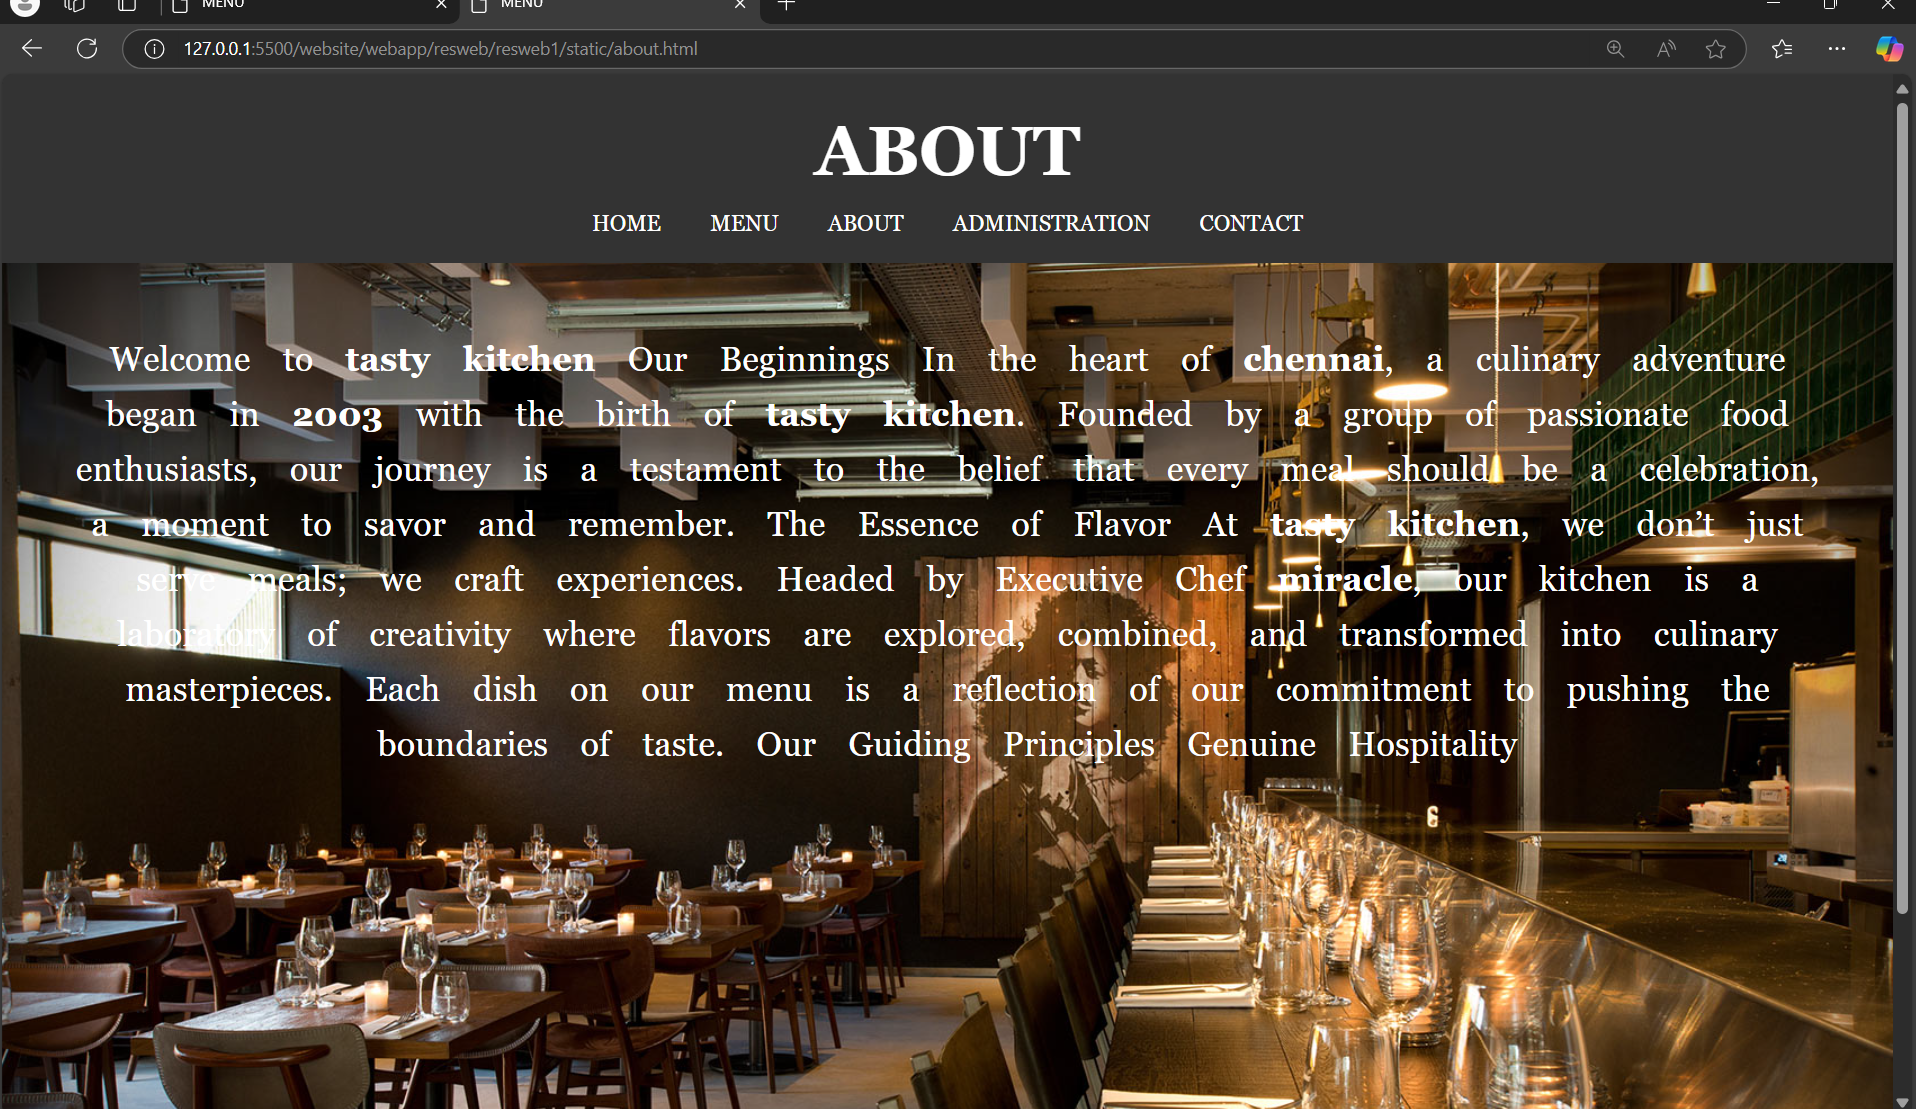 MENU
MENU
127.0.0.1:5500/website/webapp/resweb/resweb1/static/about.html
ABOUT
HOME MENU ABOUT ADMINISTRATION CONTACT
Welcome to tasty kitchen Our Beginnings In the heart of chennai, a culinary adventure
began in 2003 with the birth of tasty kitchen. Founded by a group of passionate food
enthusiasts, our journey is a testament to the belief that every meal should be a celebration,
a moment to savor and remember. The Essence of Flavor At tasty kitchen, we don’t just
serve meals; we craft experiences. Headed by Executive Chef miracle, our kitchen is a
laboratory of creativity where flavors are explored, combined, and transformed into culinary
masterpieces. Each dish on our menu is a reflection of our commitment to pushing the
boundaries of taste. Our Guiding Principles Genuine Hospitality